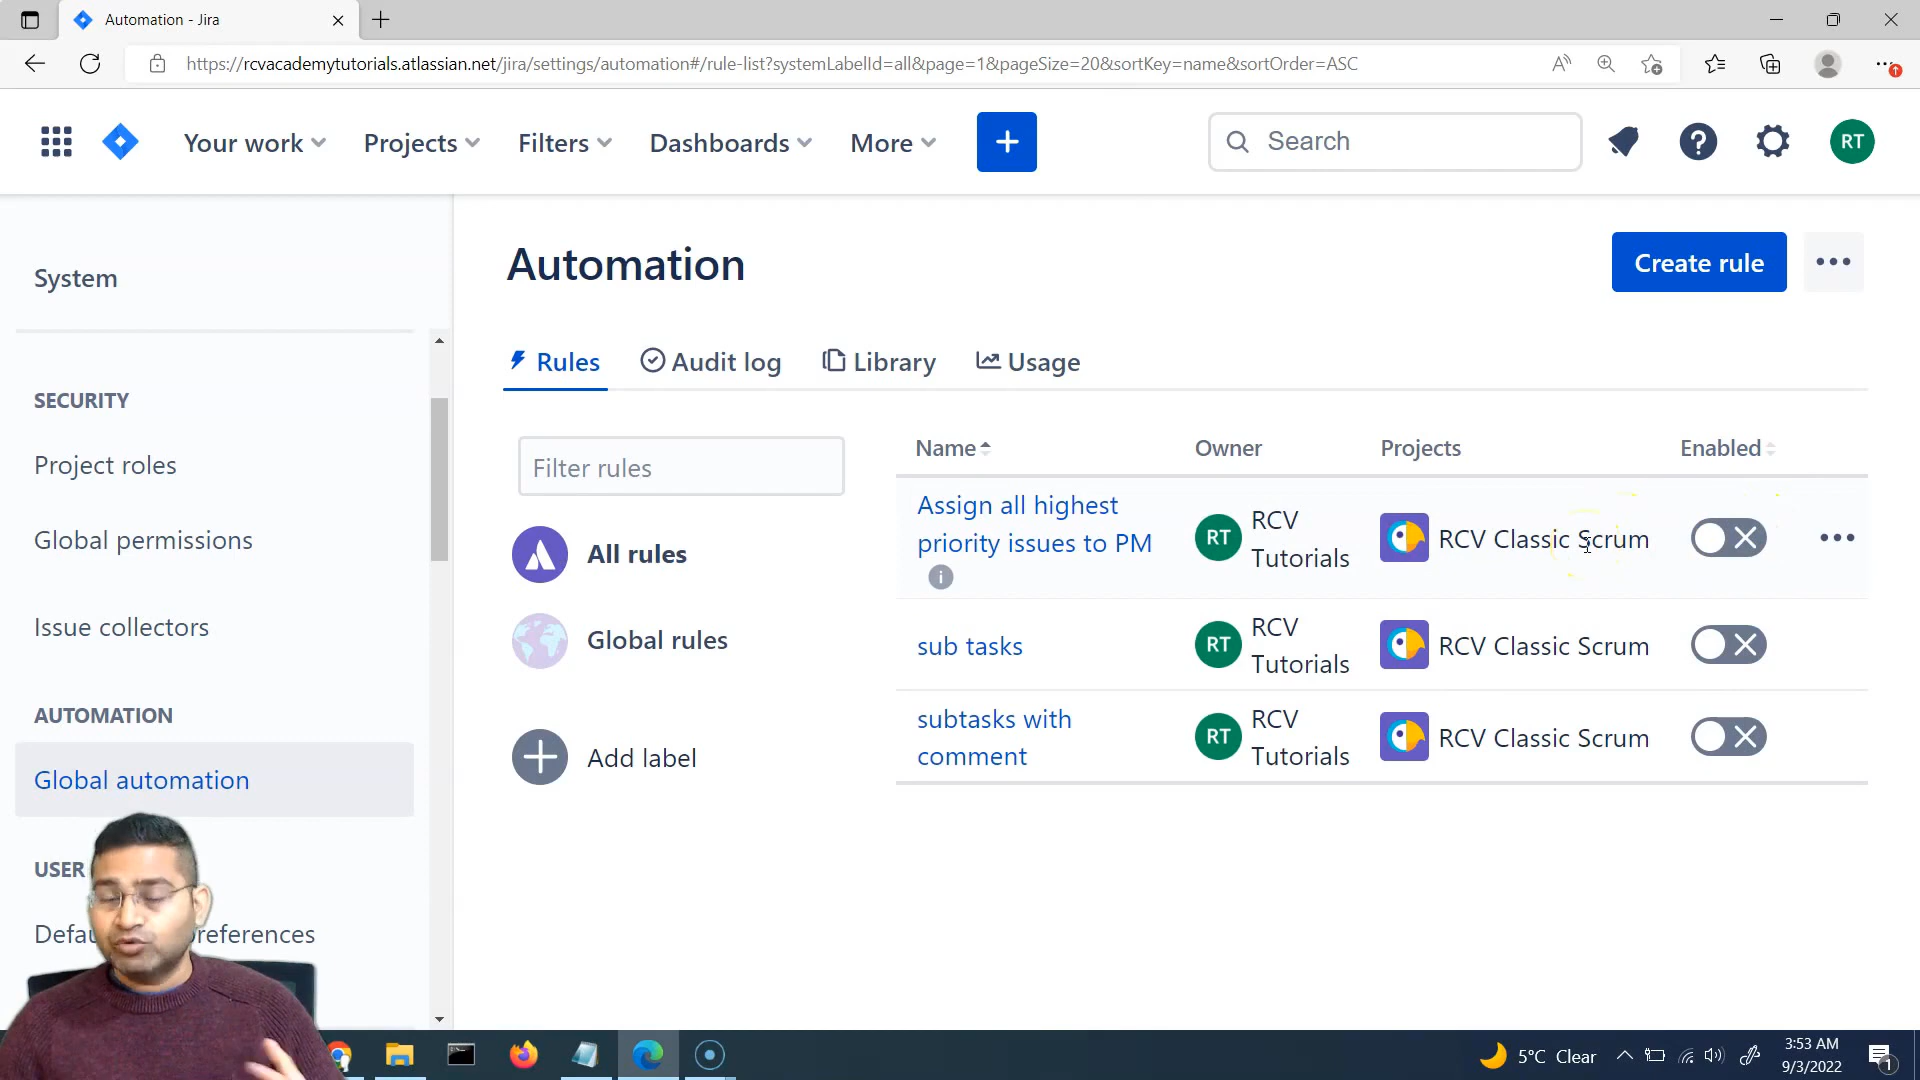 Automation - Jira
https://rcvacademytutorials.atlassian.net/jira/settings/automation#/rule-list?systemLabelId=all&page=1&pageSize=20&sortKey=name&sortOrder=ASC
Your work
Projects
Filters
Dashboards
More
Search
RT
System
SECURITY
Project roles
Global permissions
Issue collectors
AUTOMATION
Global automation
USER
Defau
references
Automation
Create rule
Rules
Audit log
Library
Usage
Filter rules
All rules
Global rules
Add label
Name
Owner
Projects
Enabled
Assign all highest
priority issues to PM
RT
RCV
Tutorials
RCV Classic Scrum
sub tasks
RT
RCV
Tutorials
RCV Classic Scrum
subtasks with
comment
RT
RCV
Tutorials
RCV Classic Scrum
5°C Clear
3:53 AM
9/3/2022
1